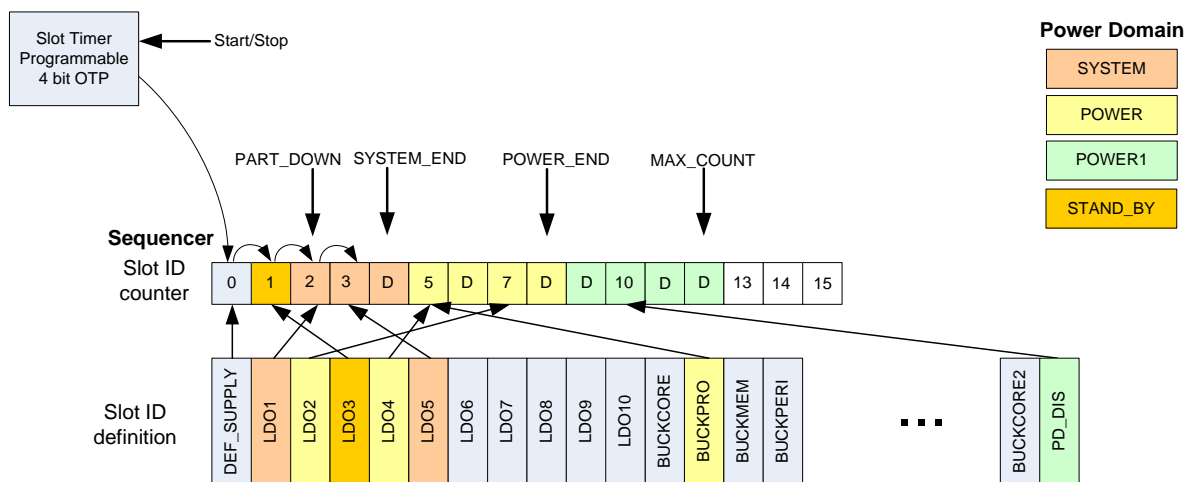 Slot Timer
Programmable
4 bit OTP
Start/Stop
Power Domain
SYSTEM
POWER
POWER1
STAND_BY
PART_DOWN
SYSTEM_END
POWER_END
MAX_COUNT
Sequencer
Slot ID
counter
0 1 2 3 D 5 D 7 D D 10 D D 13 14 15
Slot ID
definition
DEF_SUPPLY
LDO1
LDO2
LDO3
LDO4
LDO5
LDO6
LDO7
LDO8
LDO9
LDO10
BUCKCORE
BUCKPRO
BUCKMEM
BUCKPERI
...
BUCKCORE2
PD_DIS